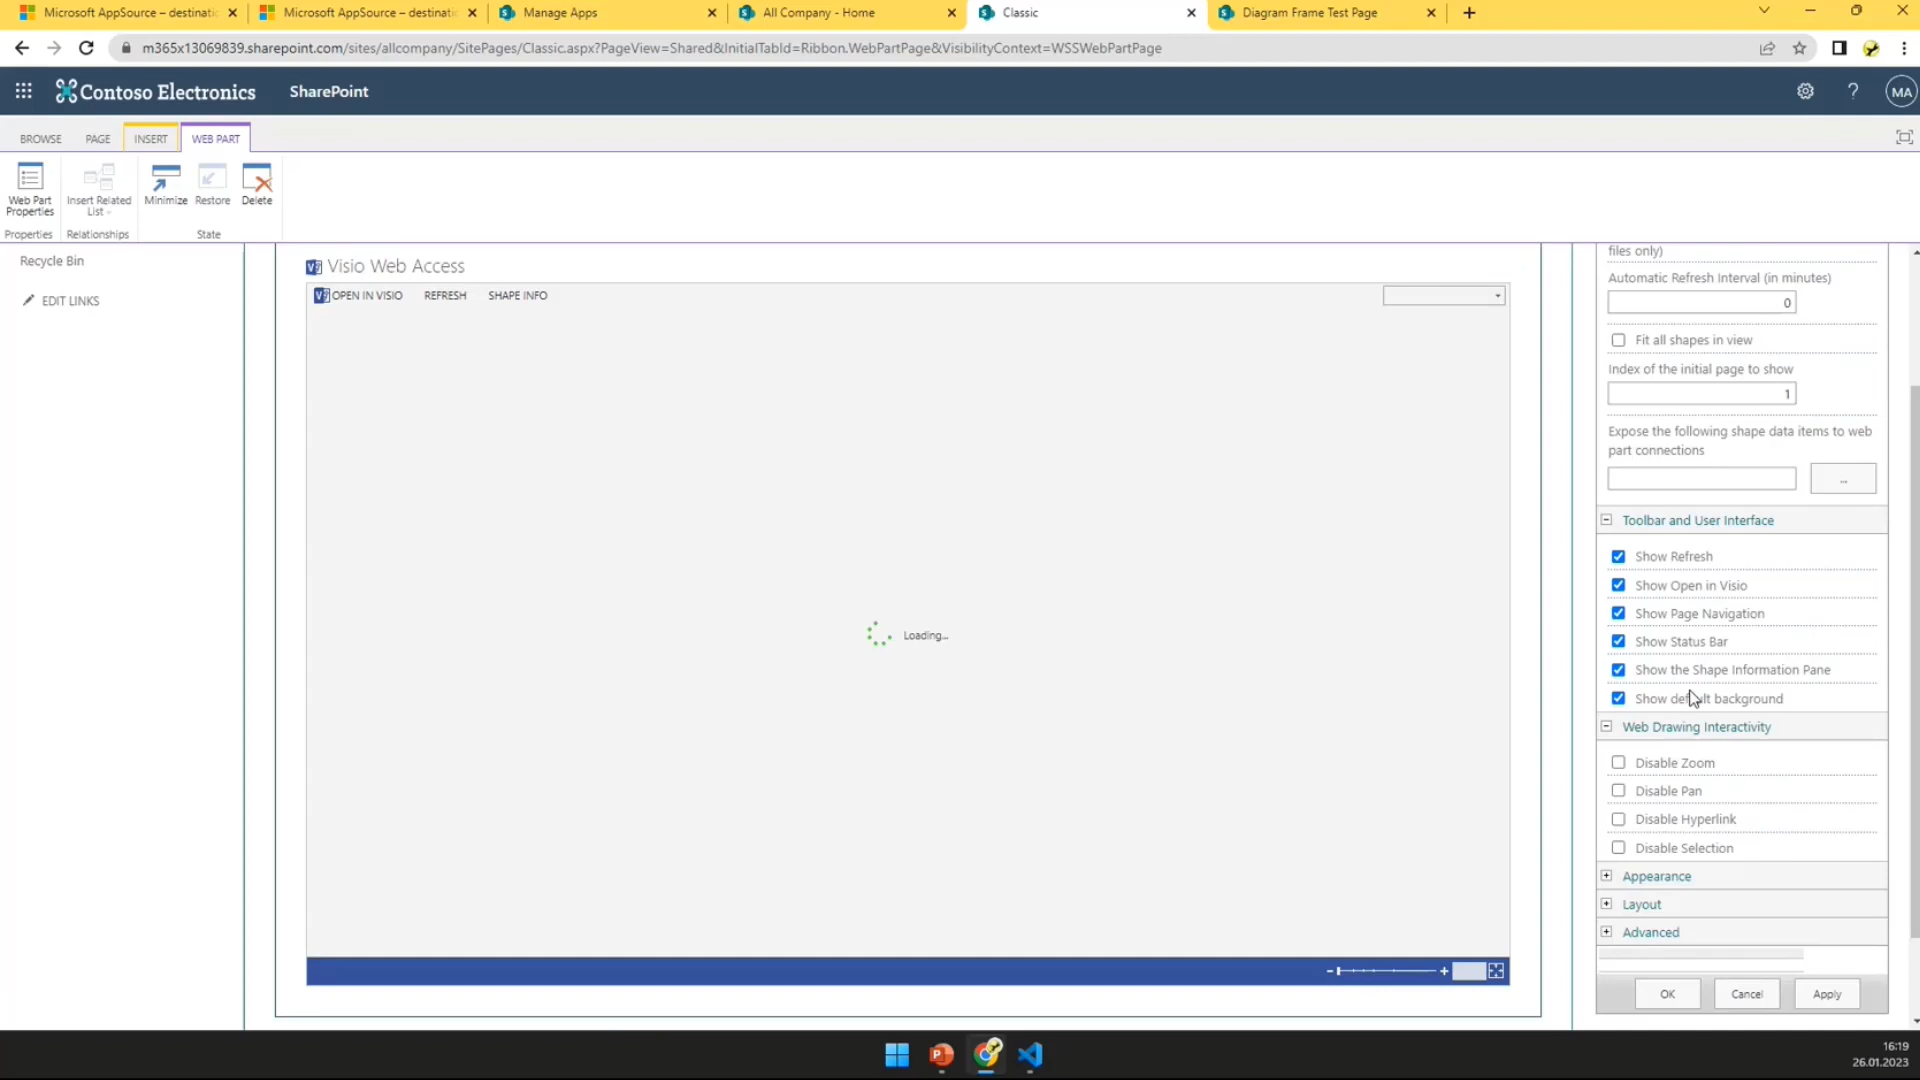 Microsoft AppSource – destinati
Microsoft AppSource – destinati
Manage Apps
All Company - Home
Classic
Diagram Frame Test Page
m365x13069839.sharepoint.com/sites/allcompany/SitePages/Classic.aspx?PageView=Shared&InitialTabId=Ribbon.WebPartPage&VisibilityContext=WSSWebPartPage
Contoso Electronics
SharePoint
?
MA
BROWSE
PAGE
INSERT
WEB PART
Web Part
Properties
Insert Related
List
Minimize
Restore
Delete
Properties
Relationships
State
Recycle Bin
EDIT LINKS
Visio Web Access
OPEN IN VISIO
REFRESH
SHAPE INFO
Loading...
files only)
Automatic Refresh Interval (in minutes)
0
Fit all shapes in view
Index of the initial page to show
1
Expose the following shape data items to web
part connections
...
Toolbar and User Interface
Show Refresh
Show Open in Visio
Show Page Navigation
Show Status Bar
Show the Shape Information Pane
Show default background
Web Drawing Interactivity
Disable Zoom
Disable Pan
Disable Hyperlink
Disable Selection
Appearance
Layout
Advanced
OK
Cancel
Apply
16:19
26.01.2023